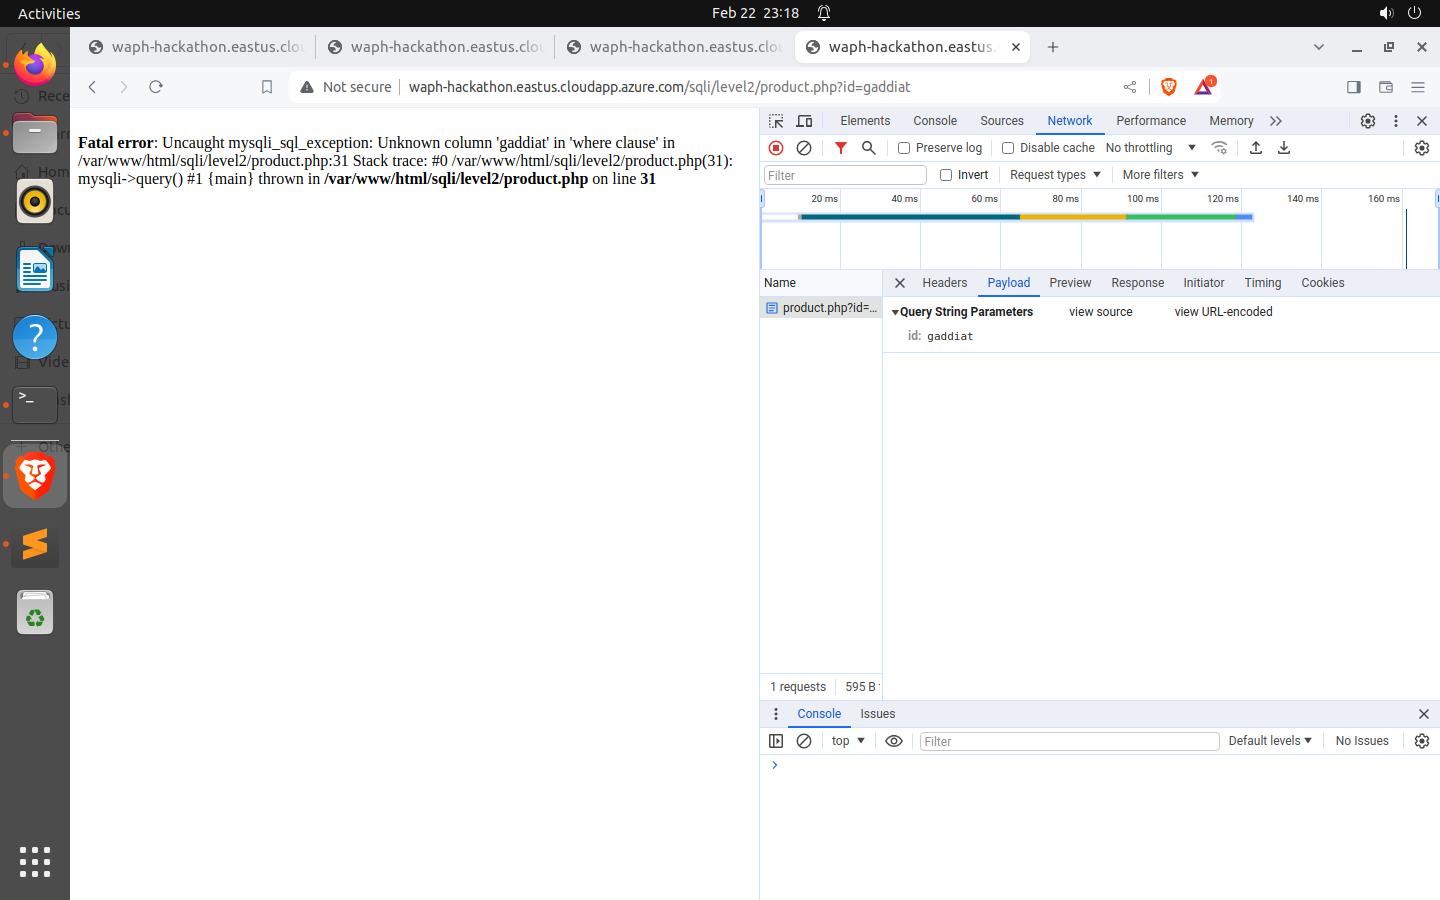 Activities
Feb 22 23:18
waph-hackathon.eastus.clou
waph-hackathon.eastus.clou
waph-hackathon.eastus.clou
waph-hackathon.eastus.
Not secure
waph-hackathon.eastus.cloudapp.azure.com/sqli/level2/product.php?id=gaddiat
1
Fatal error: Uncaught mysqli_sql_exception: Unknown column 'gaddiat' in 'where clause' in
/var/www/html/sqli/level2/product.php:31 Stack trace: #0 /var/www/html/sqli/level2/product.php(31):
mysqli->query() #1 {main} thrown in /var/www/html/sqli/level2/product.php on line 31
Elements Console Sources Network Performance Memory
Preserve log Disable cache No throttling
Filter Invert Request types More filters
20 ms 40 ms 60 ms 80 ms 100 ms 120 ms 140 ms 160 ms
Name
Headers Payload Preview Response Initiator Timing Cookies
product.php?id=...
Query String Parameters view source view URL-encoded
id: gaddiat
1 requests 595 B
Console Issues
top Filter Default levels No Issues
>